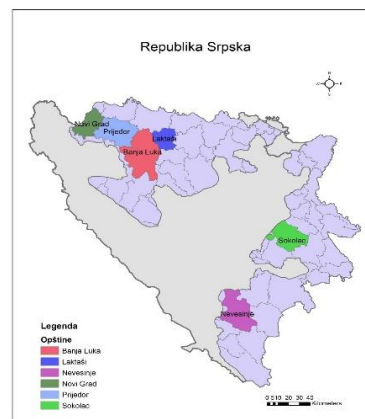 Republika Srpska
N
Novi Grad
Prijedor
Laktaši
Banja Luka
Sokolac
Nevesinje
Legenda
Opštine
Banja Luka
Laktaši
Nevesinje
Novi Grad
Prijedor
Sokolac
Kilometers